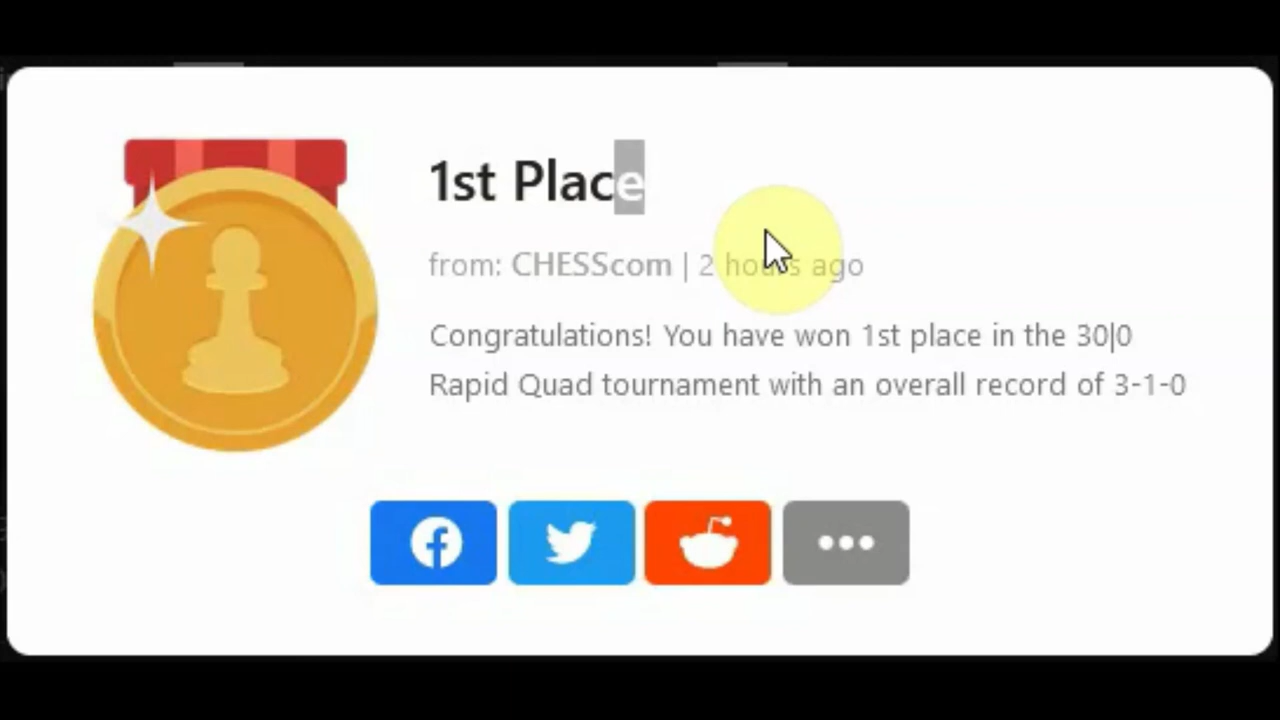 1st Place
from: CHESScom | 2 hours ago
Congratulations! You have won 1st place in the 30|0
Rapid Quad tournament with an overall record of 3-1-0